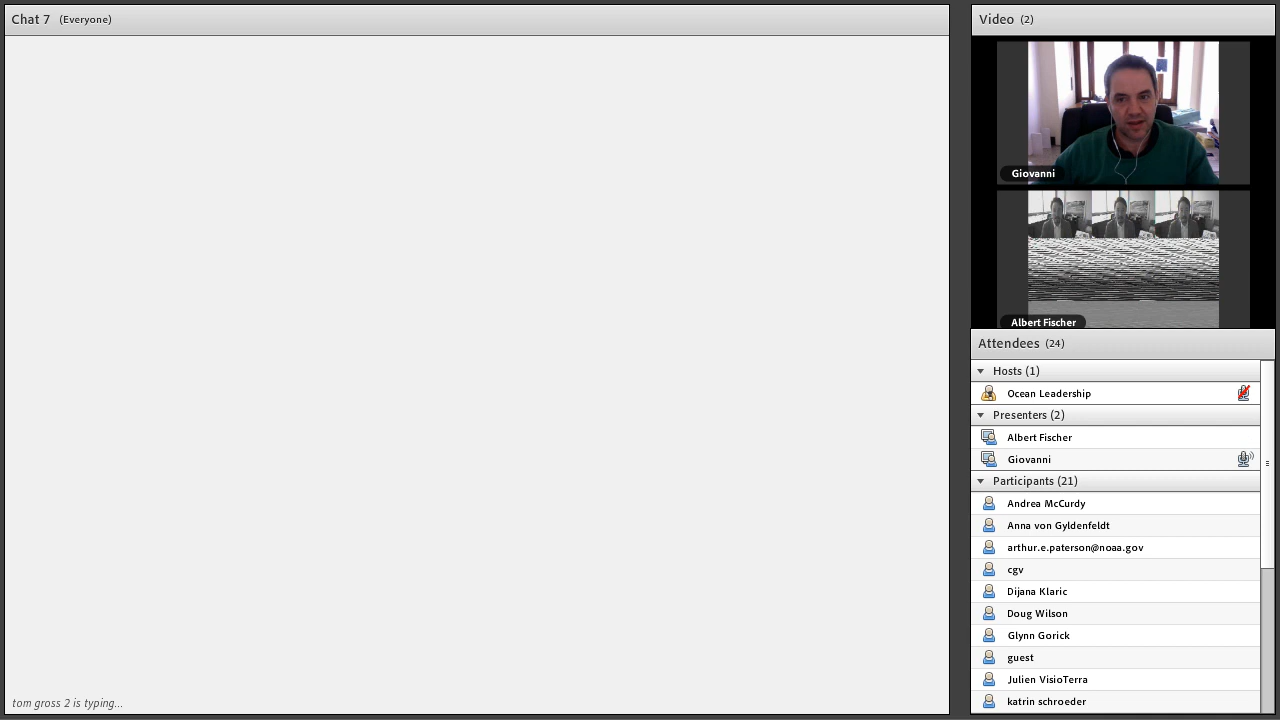 Chat 7 (Everyone)
tom gross 2 is typing...
Video (2)
Giovanni
Albert Fischer
Attendees (24)
Hosts (1)
Ocean Leadership
Presenters (2)
Albert Fischer
Giovanni
Participants (21)
Andrea McCurdy
Anna von Gyldenfeldt
arthur.e.paterson@noaa.gov
cgv
Dijana Klaric
Doug Wilson
Glynn Gorick
guest
Julien VisioTerra
katrin schroeder